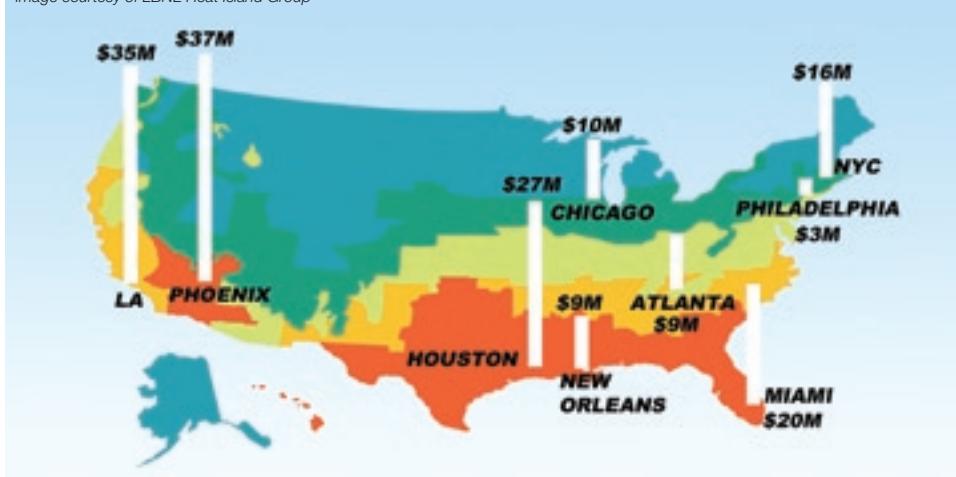 Image courtesy of LBNL Heat Island Group
$35M
$37M
$16M
$10M
$27M
NYC
CHICAGO
PHILADELPHIA
$3M
LA
PHOENIX
$9M
ATLANTA
$9M
HOUSTON
NEW
ORLEANS
MIAMI
$20M